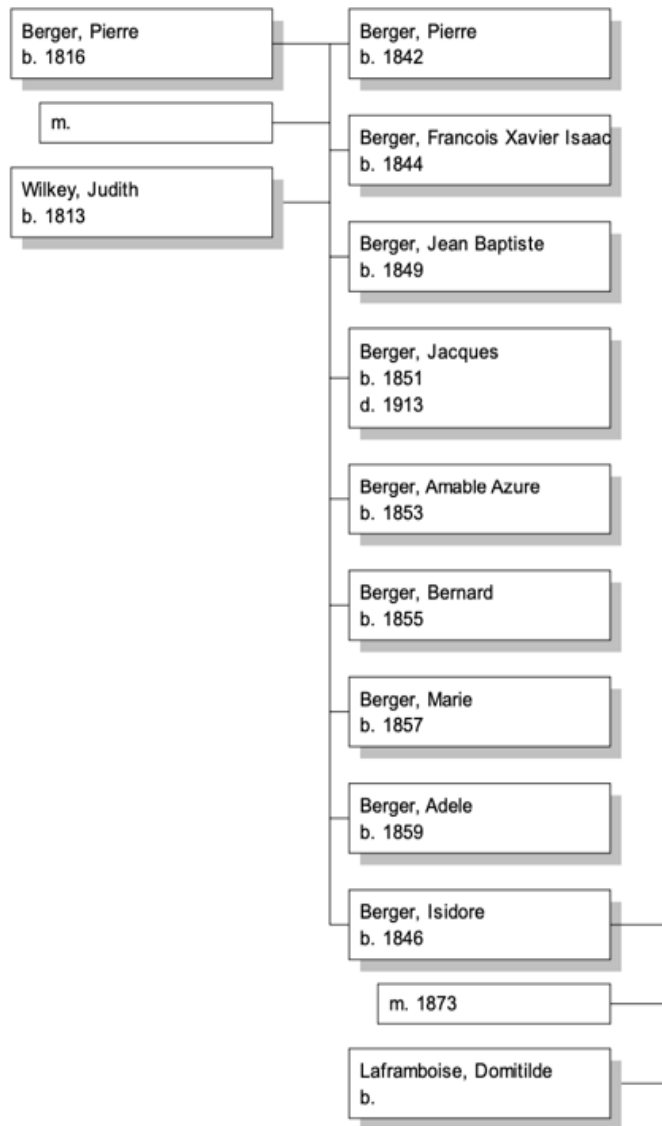 Berger, Pierre
b. 1816
m.
Wilkey, Judith
b. 1813
Berger, Pierre
b. 1842
Berger, Francois Xavier Isaac
b. 1844
Berger, Jean Baptiste
b. 1849
Berger, Jacques
b. 1851
d. 1913
Berger, Amable Azure
b. 1853
Berger, Bernard
b. 1855
Berger, Marie
b. 1857
Berger, Adele
b. 1859
Berger, Isidore
b. 1846
m. 1873
Laframboise, Domitilde
b.